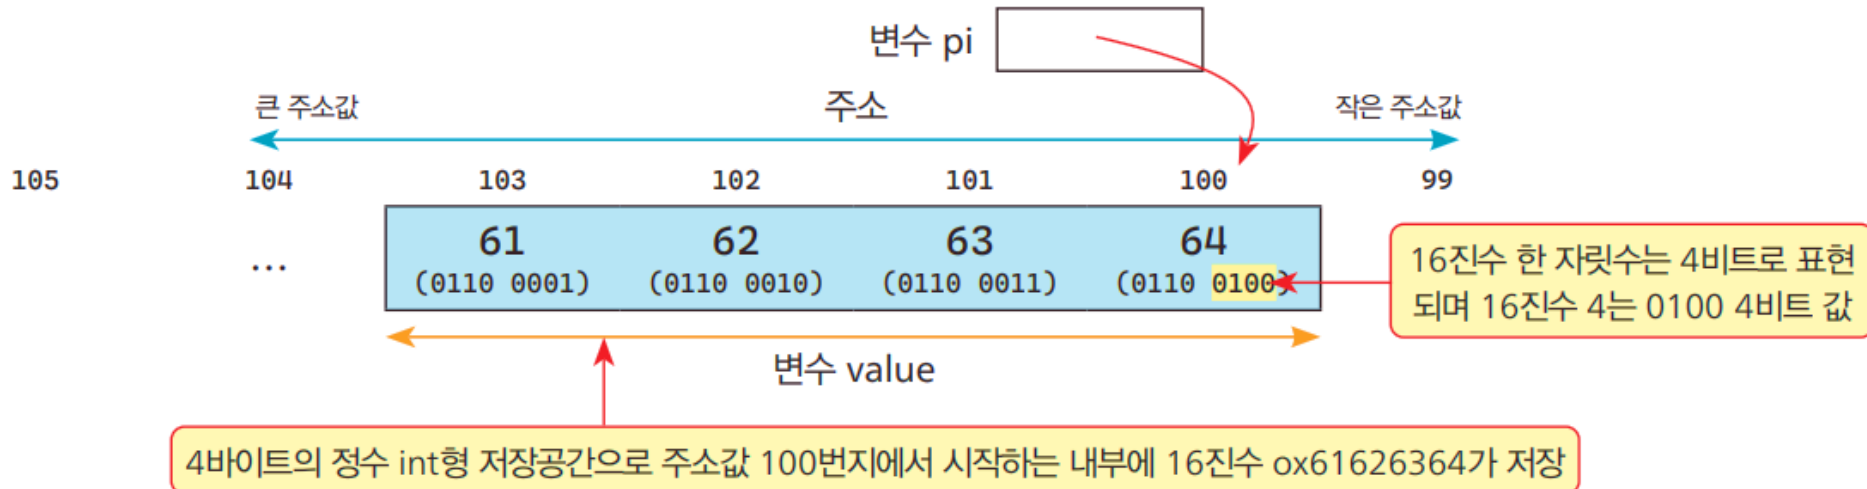 변수 pi
큰 주소값 주소 작은 주소값
105 104 103 102 101 100 99
61 62 63 64
... (0110 0001) (0110 0010) (0110 0011) (0110 0100)
16진수 한 자릿수는 4비트로 표현
되며 16진수 4는 0100 4비트 값
변수 value
4바이트의 정수 int형 저장공간으로 주소값 100번지에서 시작하는 내부에 16진수 ox61626364가 저장